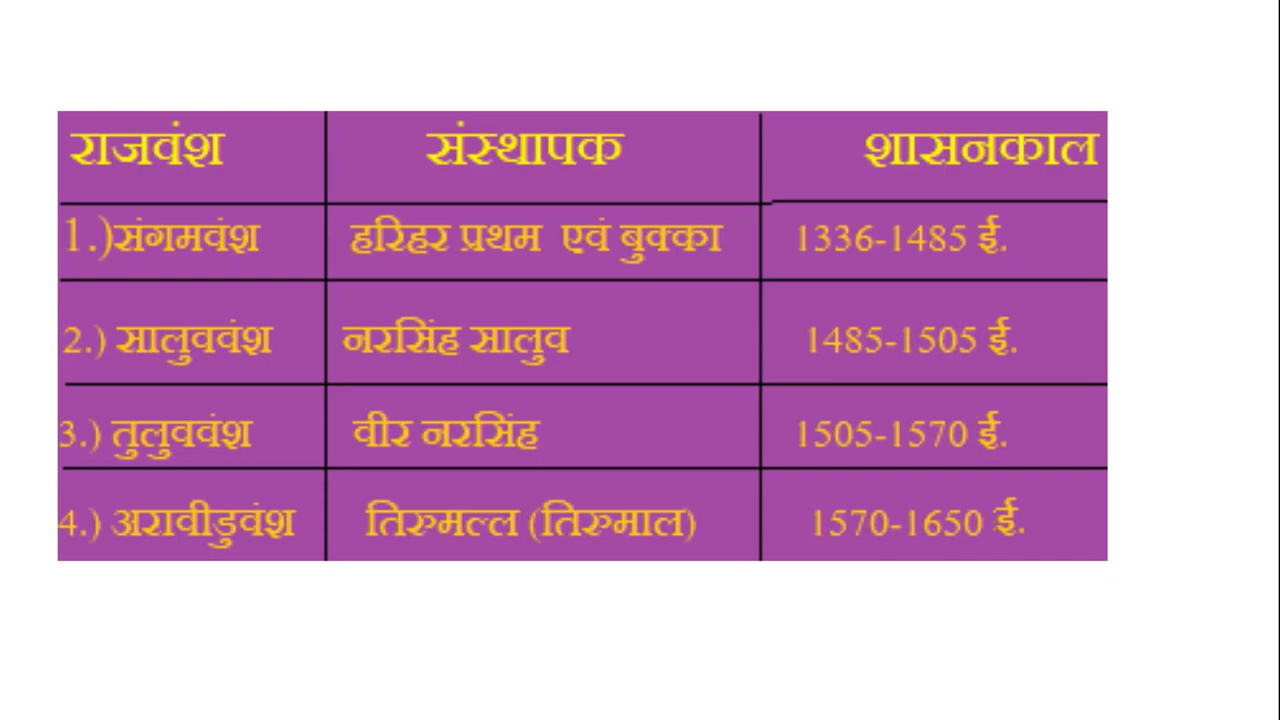 राजवंश संस्थापक शासनकाल
1.)संगमवंश हरिहर प्रथम एवं बुक्का 1336-1485 ई.
2.) सालुववंश नरसिंह सालुव 1485-1505 ई.
3.) तुलुववंश वीर नरसिंह 1505-1570 ई.
4.) अरावीडुवंश तिरुमल्ल (तिरुमाल) 1570-1650 ई.